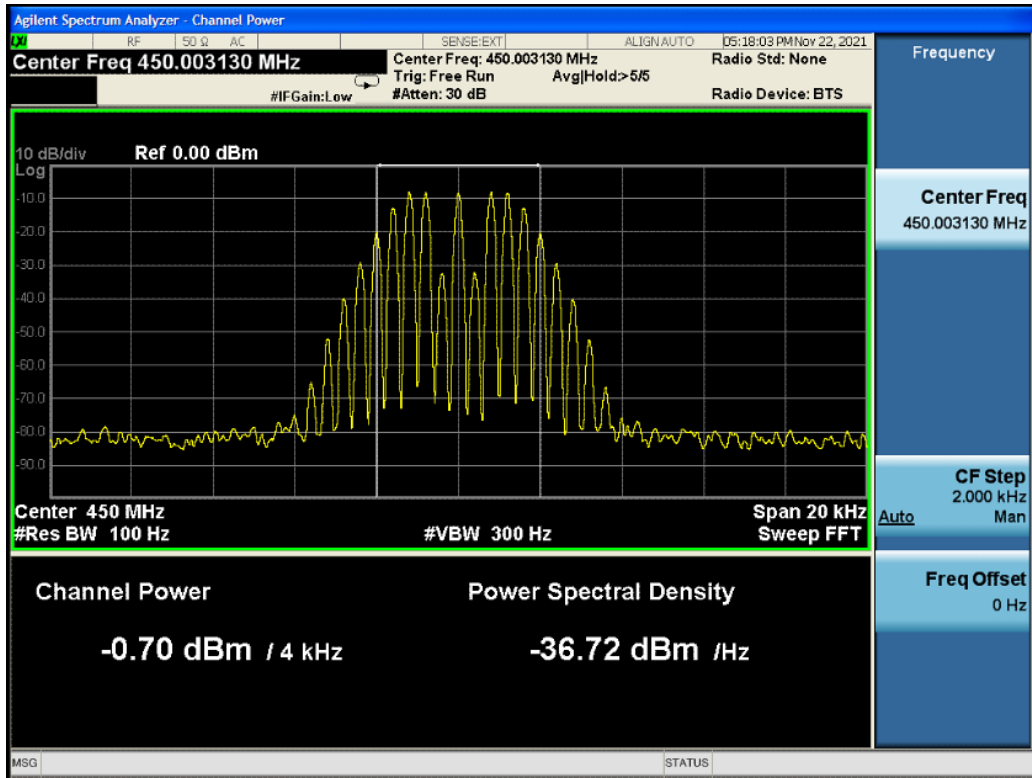 Agilent Spectrum Analyzer - Channel Power
LXI RF 50 Ω AC SENSE:EXT ALIGN AUTO 05:18:03 PM Nov 22, 2021
Center Freq 450.003130 MHz
Center Freq: 450.003130 MHz
Radio Std: None
Trig: Free Run Avg|Hold:>5/5
#IFGain:Low
#Atten: 30 dB
Radio Device: BTS
Frequency
10 dB/div Ref 0.00 dBm
Log
-10.0
-20.0
-30.0
-40.0
-50.0
-60.0
-70.0
-80.0
-90.0
Center 450 MHz Span 20 kHz
#Res BW 100 Hz #VBW 300 Hz Sweep FFT
Center Freq
450.003130 MHz
CF Step
2.000 kHz
Auto Man
Freq Offset
0 Hz
Channel Power Power Spectral Density
-0.70 dBm / 4 kHz -36.72 dBm /Hz
MSG STATUS